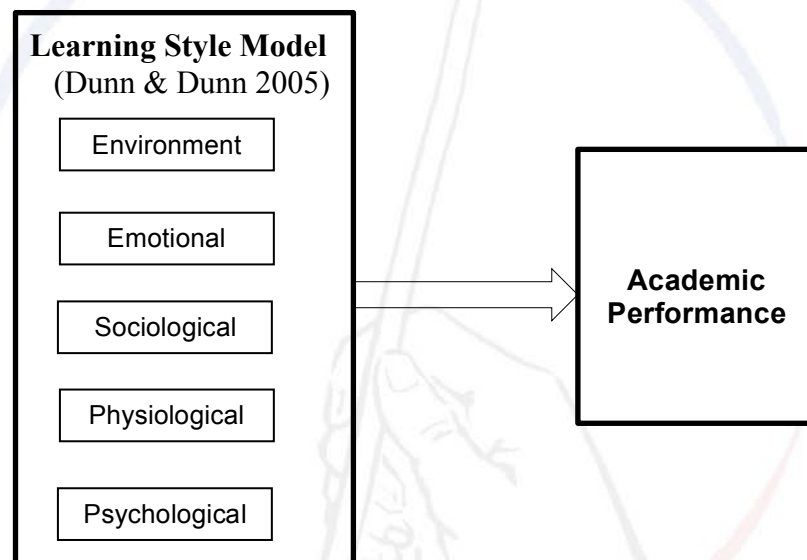 Learning Style Model
(Dunn & Dunn 2005)
Environment
Emotional
Sociological
Physiological
Psychological
Academic
Performance